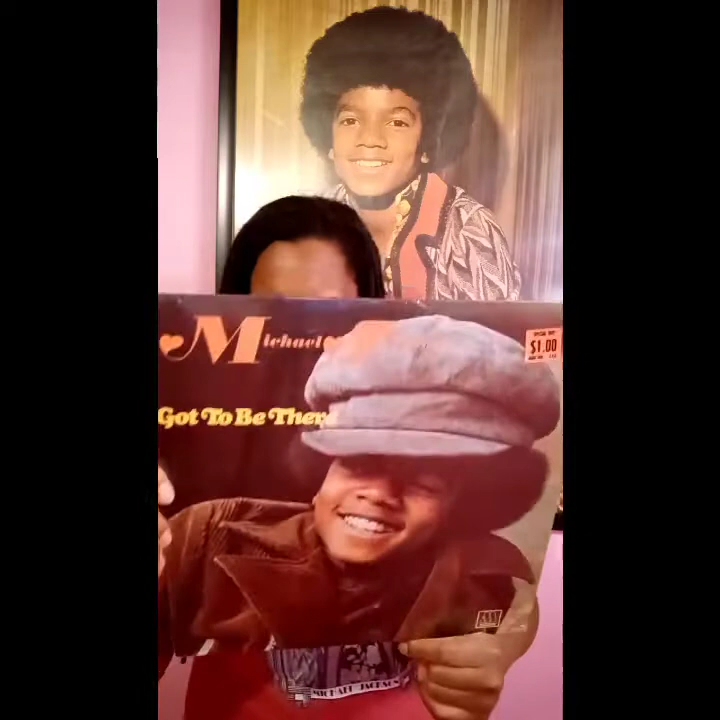 SPECIAL BUY!
$1.00
Michael
Got To Be There
MICHAEL JACKSON